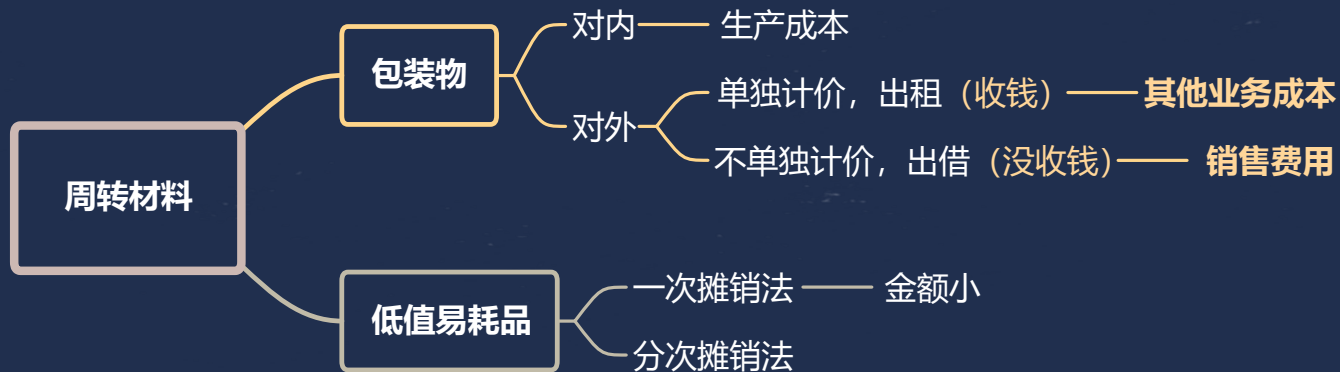 周转材料
包装物
对内
生产成本
对外
单独计价，出租（收钱）
其他业务成本
不单独计价，出借（没收钱）
销售费用
低值易耗品
一次摊销法
金额小
分次摊销法